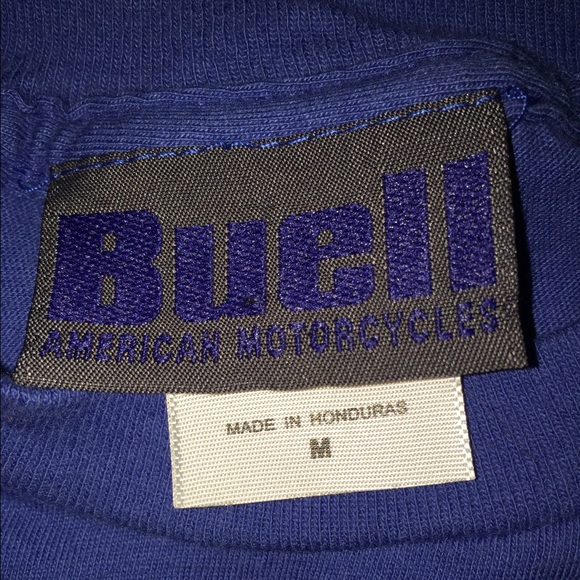 Buell
AMERICAN MOTORCYCLES
MADE IN HONDURAS
M